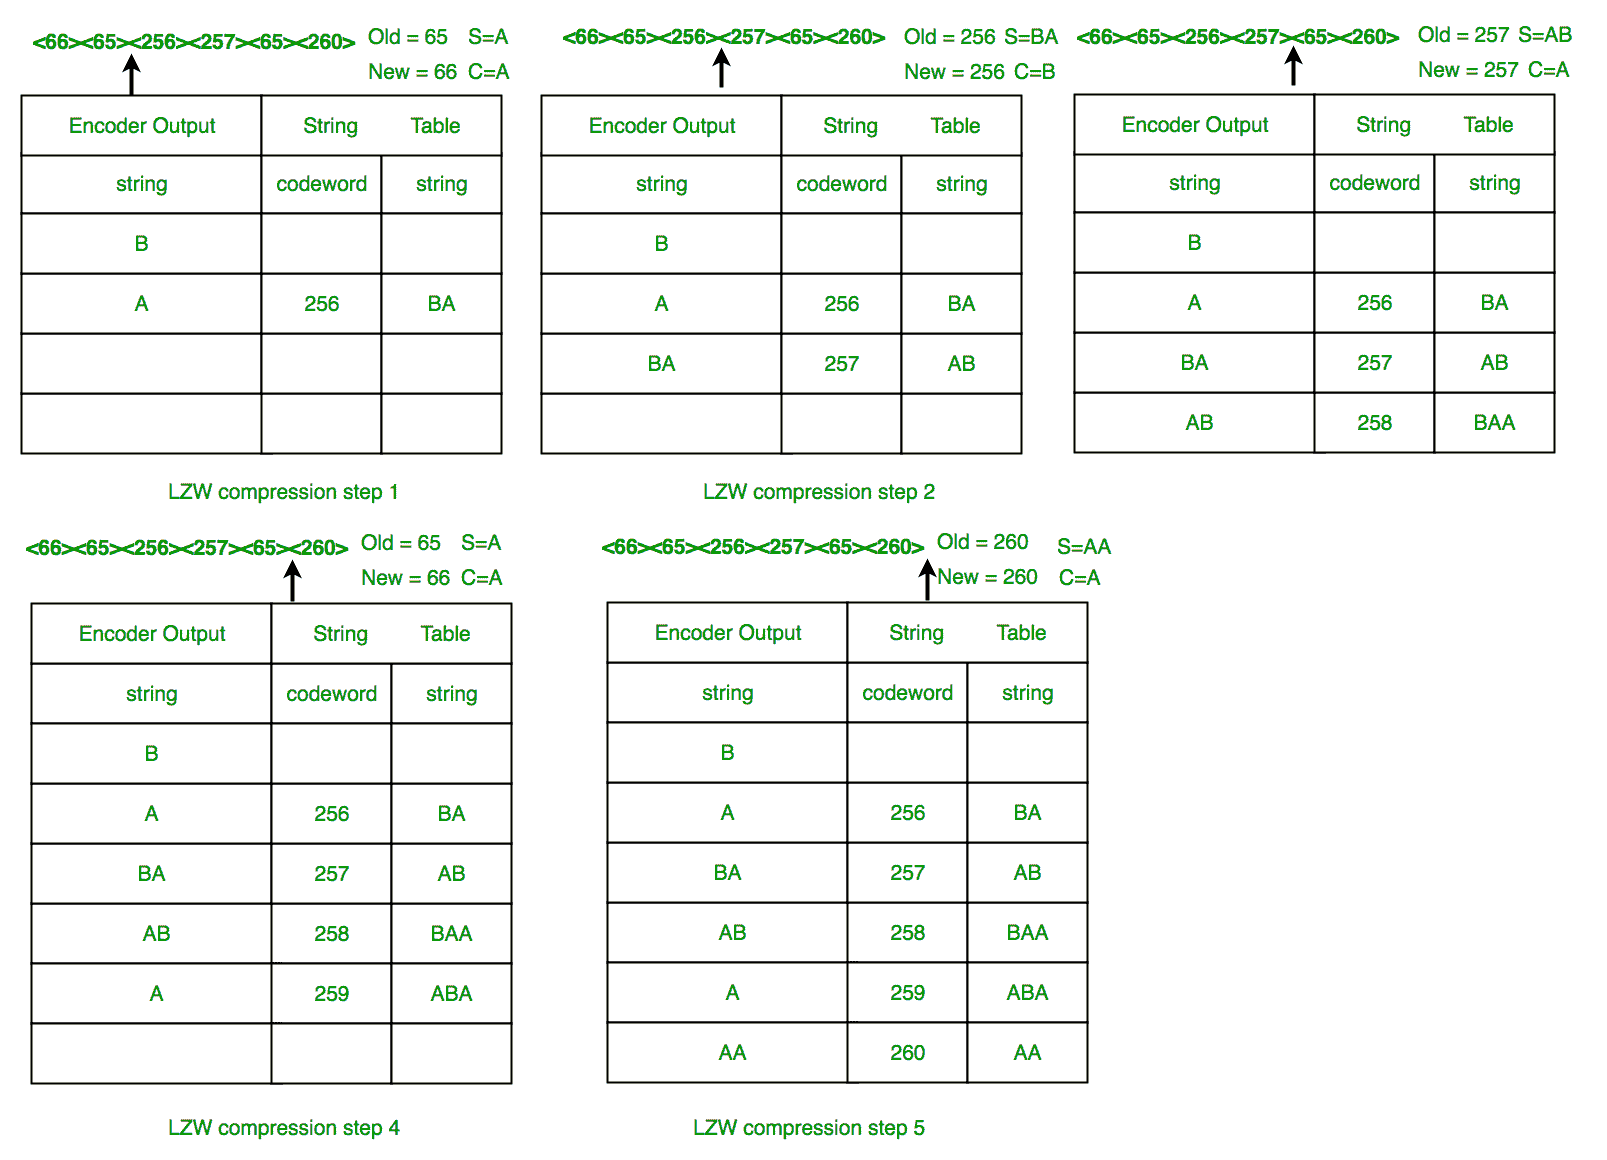 <66><65><256><257><65><260> Old = 65 S=A
New = 66 C=A
Encoder Output String Table
string codeword string
B
A 256 BA
LZW compression step 1
<66><65><256><257><65><260> Old = 256 S=BA
New = 256 C=B
Encoder Output String Table
string codeword string
B
A 256 BA
BA 257 AB
LZW compression step 2
<66><65><256><257><65><260> Old = 257 S=AB
New = 257 C=A
Encoder Output String Table
string codeword string
B
A 256 BA
BA 257 AB
AB 258 BAA
<66><65><256><257><65><260> Old = 65 S=A
New = 66 C=A
Encoder Output String Table
string codeword string
B
A 256 BA
BA 257 AB
AB 258 BAA
A 259 ABA
LZW compression step 4
<66><65><256><257><65><260> Old = 260 S=AA
New = 260 C=A
Encoder Output String Table
string codeword string
B
A 256 BA
BA 257 AB
AB 258 BAA
A 259 ABA
AA 260 AA
LZW compression step 5